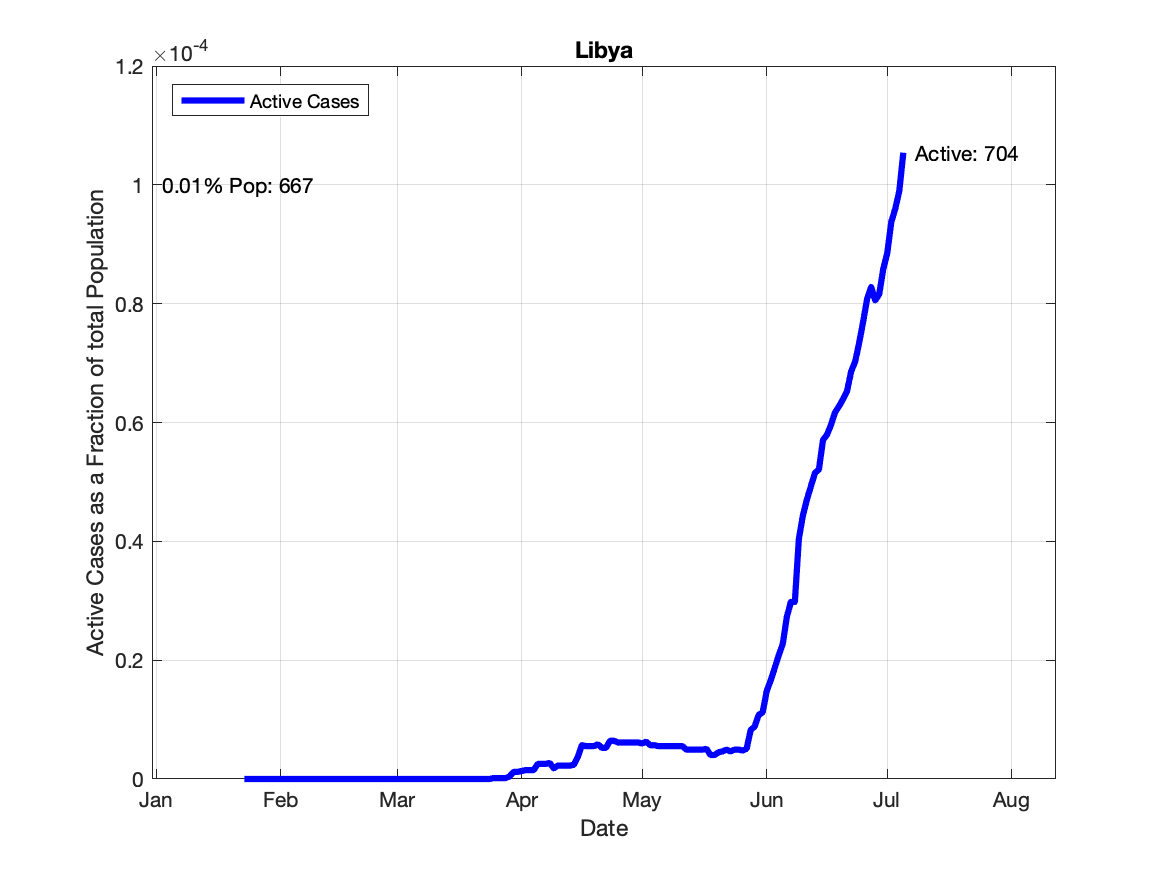 Libya
×10-4
1.2
1
0.8
0.6
0.4
0.2
0
Active Cases as a Fraction of total Population
Active Cases
0.01% Pop: 667
Active: 704
Jan Feb Mar Apr May Jun Jul Aug
Date